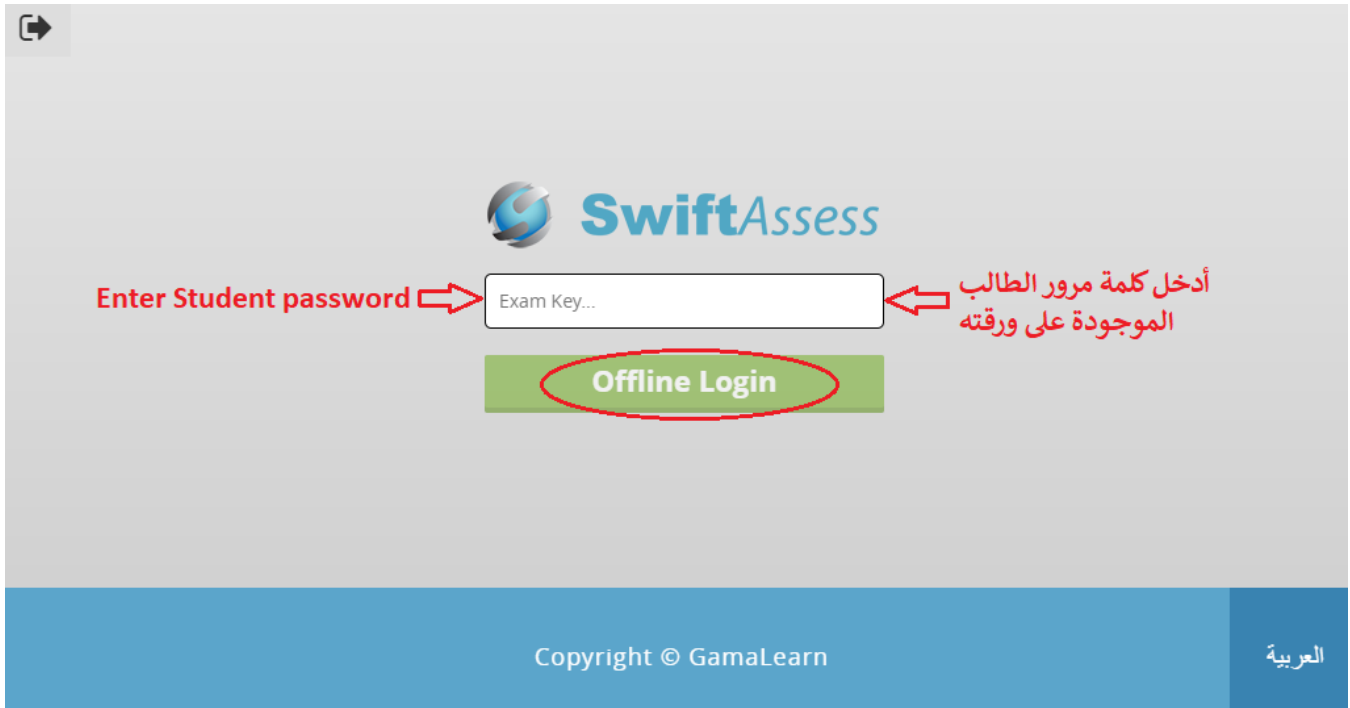 SwiftAssess
Enter Student password
Exam Key...
أدخل كلمة مرور الطالب
الموجودة على ورقته
Offline Login
Copyright © GamaLearn
العربية